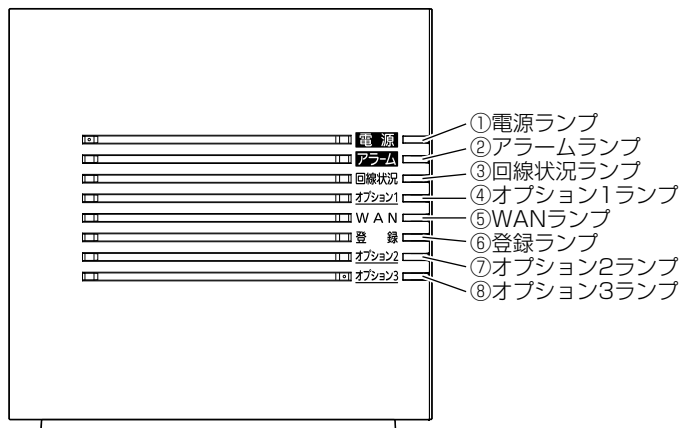 電源
アラーム
回線状況
オプション1
WAN
登録
オプション2
オプション3
①電源ランプ
②アラームランプ
③回線状況ランプ
④オプション1ランプ
⑤WANランプ
⑥登録ランプ
⑦オプション2ランプ
⑧オプション3ランプ